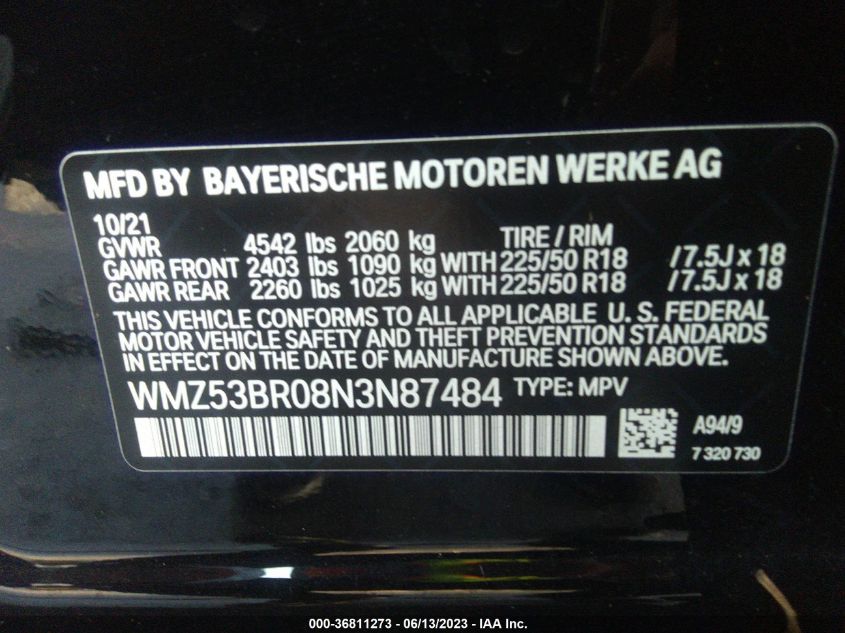 MFD BY BAYERISCHE MOTOREN WERKE AG
10/21
GVWR 4542 lbs 2060 kg TIRE / RIM
GAWR FRONT 2403 lbs 1090 kg WITH 225/50 R18 / 7.5J x 18
GAWR REAR 2260 lbs 1025 kg WITH 225/50 R18 / 7.5J x 18
THIS VEHICLE CONFORMS TO ALL APPLICABLE U. S. FEDERAL
MOTOR VEHICLE SAFETY AND THEFT PREVENTION STANDARDS
IN EFFECT ON THE DATE OF MANUFACTURE SHOWN ABOVE.
WMZ53BR08N3N87484 TYPE: MPV
A94/9
7 320 730
000-36811273 - 06/13/2023 - IAA Inc.